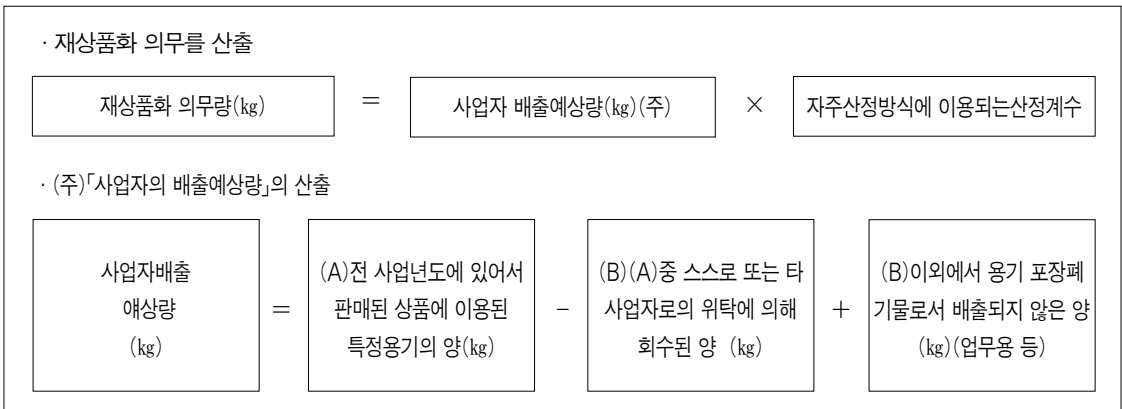 · 재상품화 의무를 산출
재상품화 의무량(㎏) = 사업자 배출예상량(㎏)(주) × 자주산정방식에 이용되는산정계수
· (주)「사업자의 배출예상량」의 산출
사업자배출
얘상량
(㎏)
=
(A)전 사업년도에 있어서
판매된 상품에 이용된
특정용기의 양(㎏)
-
(B)(A)중 스스로 또는 타
사업자로의 위탁에 의해
회수된 양 (㎏)
+
(B)이외에서 용기 포장폐
기물로서 배출되지 않은 양
(㎏)(업무용 등)